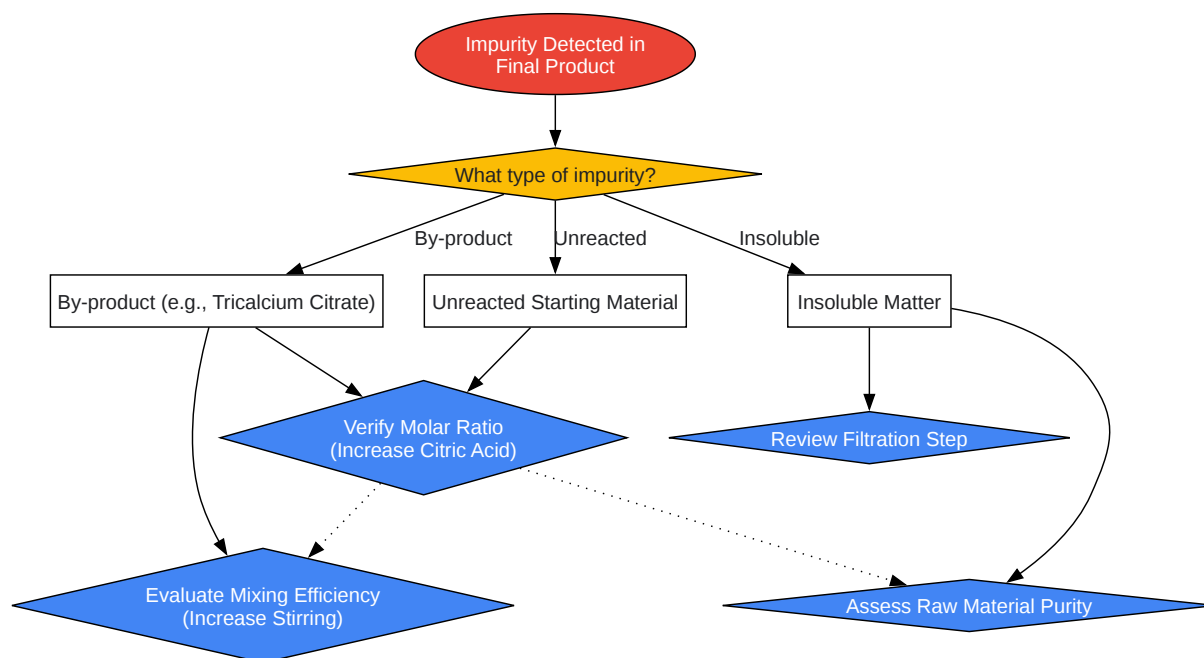 Impurity Detected in
Final Product
What type of impurity?
By-product
Unreacted
Insoluble
By-product (e.g., Tricalcium Citrate)
Unreacted Starting Material
Insoluble Matter
Verify Molar Ratio
(Increase Citric Acid)
Review Filtration Step
Evaluate Mixing Efficiency
(Increase Stirring)
Assess Raw Material Purity